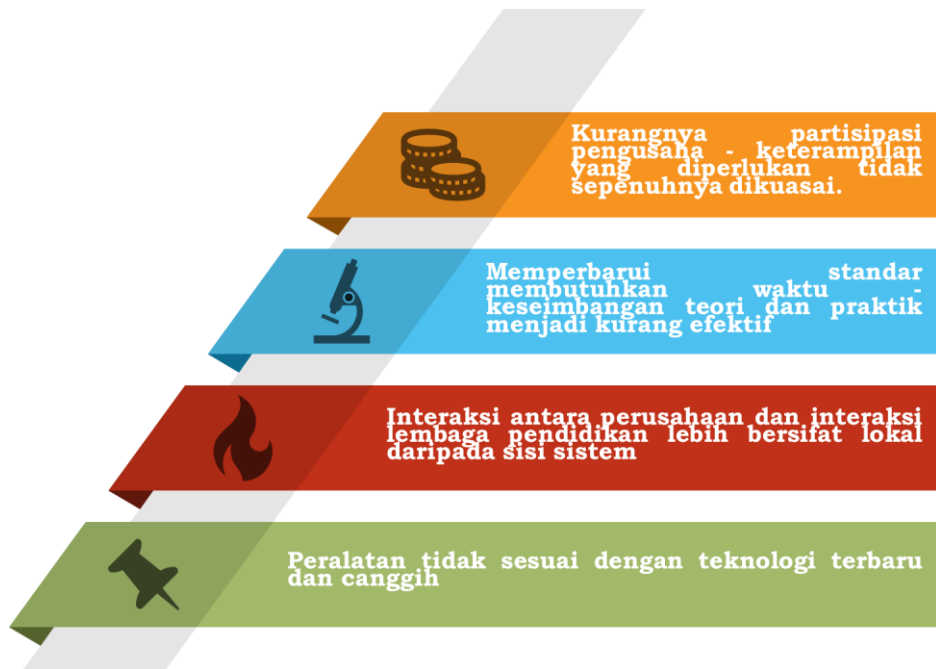 Kurangnya partisipasi
pengusaha - keterampilan
yang diperlukan tidak
sepenuhnya dikuasai.
Memperbarui standar
membutuhkan waktu -
keseimbangan teori dan praktik
menjadi kurang efektif
Interaksi antara perusahaan dan interaksi
lembaga pendidikan lebih bersifat lokal
daripada sisi sistem
Peralatan tidak sesuai dengan teknologi terbaru
dan canggih